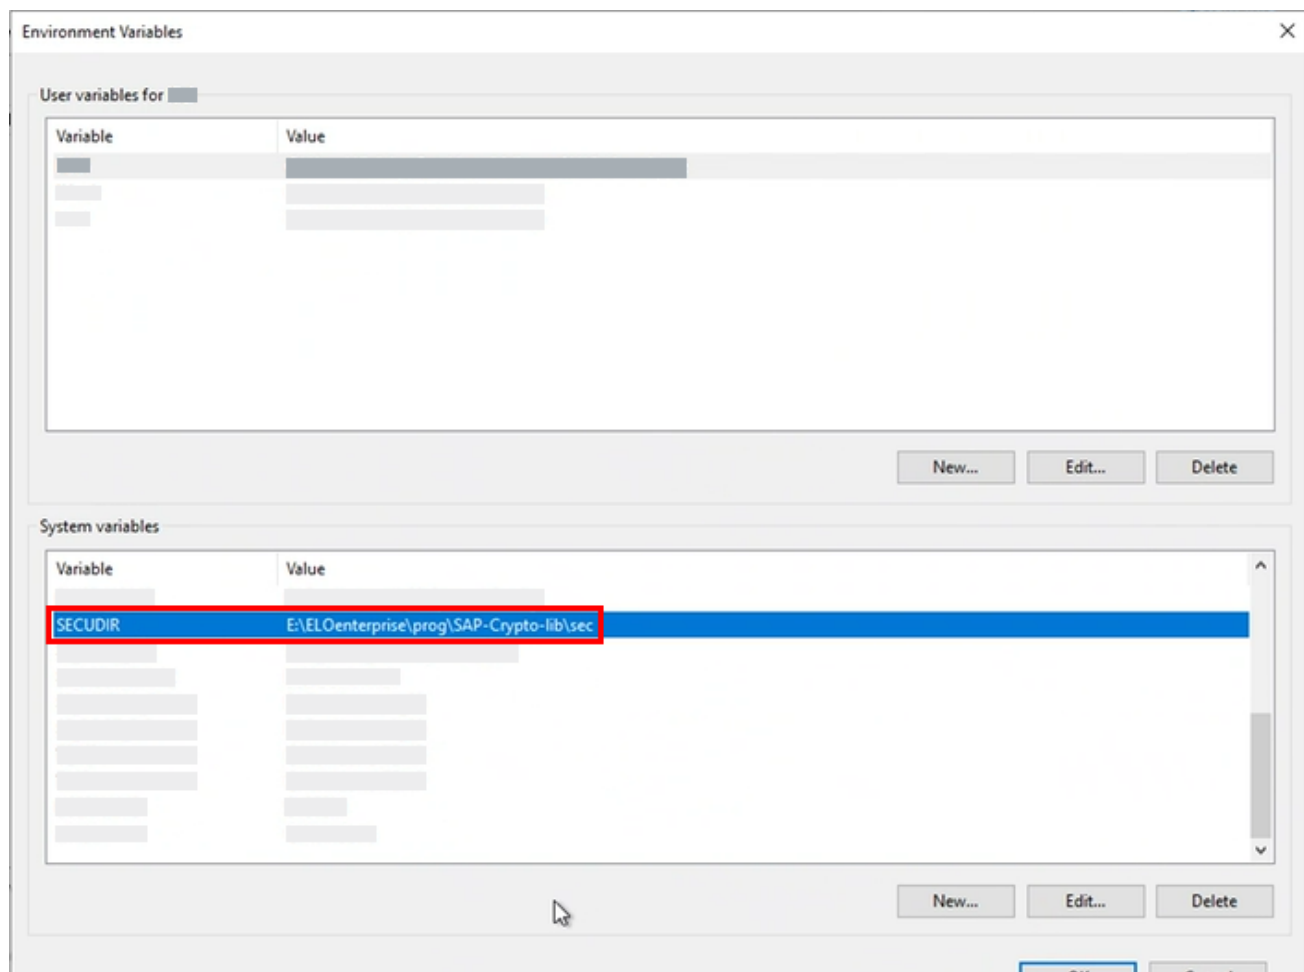 Environment Variables
User variables for
Variable Value
New... Edit... Delete
System variables
Variable Value
SECUDIR E:\ELOenterprise\prog\SAP-Crypto-lib\sec
New... Edit... Delete